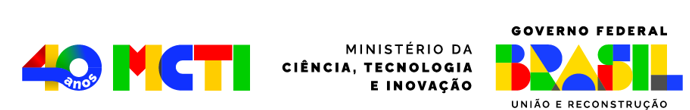 40 anos
MCTI
MINISTÉRIO DA
CIÊNCIA, TECNOLOGIA
E INOVAÇÃO
GOVERNO FEDERAL
BRASIL
UNIÃO E RECONSTRUÇÃO